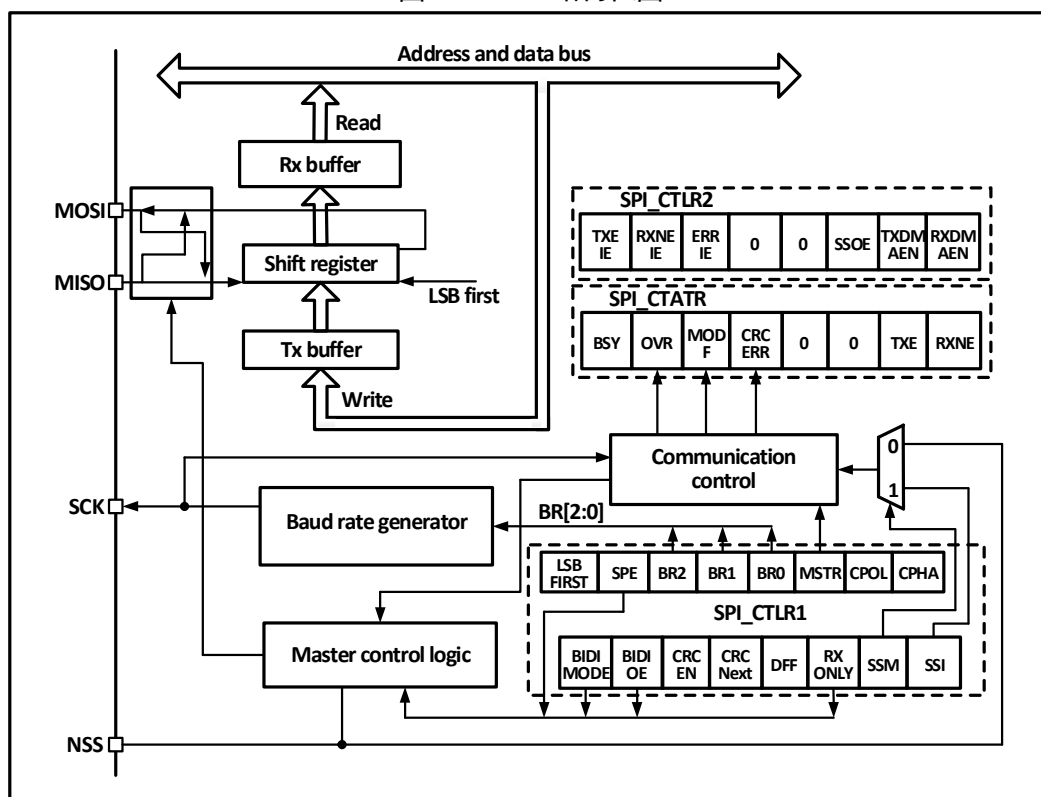 Address and data bus
Read
Rx buffer
MOSI
SPI_CTLR2
TXE IE
RXNE IE
ERR IE
0
0
SSOE
TXDM AEN
RXDM AEN
Shift register
MISO
LSB first
SPI_CTATR
BSY
OVR
MOD F
CRC ERR
0
0
TXE
RXNE
Tx buffer
Write
Communication control
0
1
SCK
Baud rate generator
BR[2:0]
LSB FIRST
SPE
BR2
BR1
BR0
MSTR
CPOL
CPHA
SPI_CTLR1
Master control logic
BIDI MODE
BIDI OE
CRC EN
CRC Next
DFF
RX ONLY
SSM
SSI
NSS